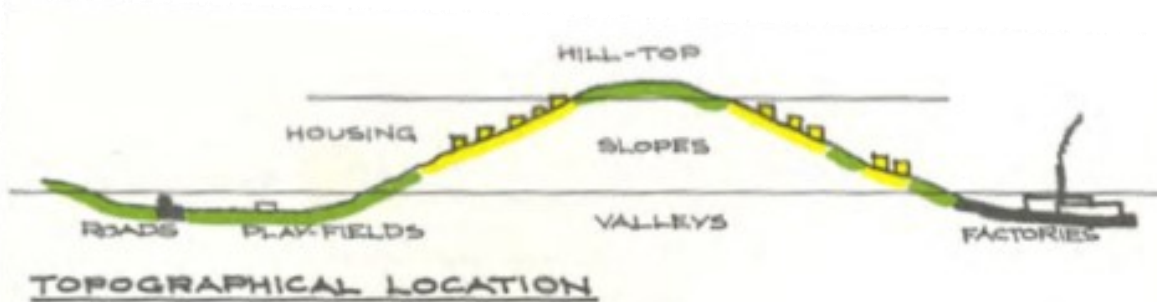 HILL-TOP
HOUSING
SLOPES
ROADS PLAY-FIELDS VALLEYS FACTORIES
TOPOGRAPHICAL LOCATION